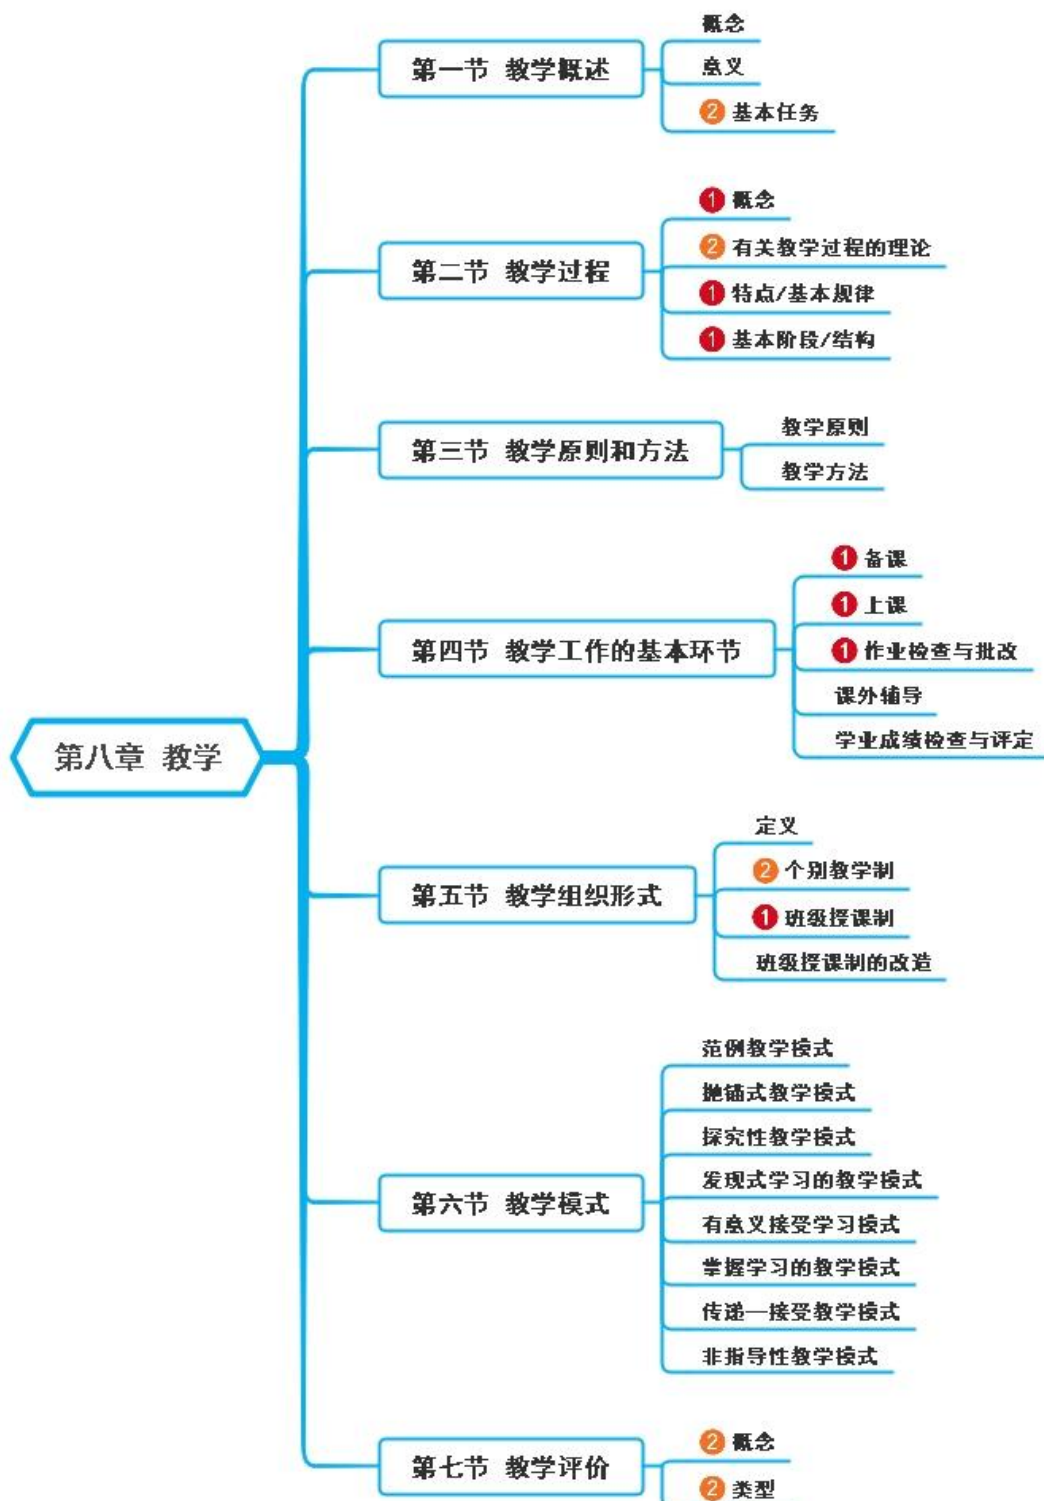 第八章 教学
第一节 教学概述
概念
意义
2 基本任务
第二节 教学过程
1 概念
2 有关教学过程的理论
1 特点/基本规律
1 基本阶段/结构
第三节 教学原则和方法
教学原则
教学方法
第四节 教学工作的基本环节
1 备课
1 上课
1 作业检查与批改
课外辅导
学业成绩检查与评定
第五节 教学组织形式
定义
2 个别教学制
1 班级授课制
班级授课制的改造
第六节 教学模式
范例教学模式
抛锚式教学模式
探究性教学模式
发现式学习的教学模式
有意义接受学习模式
掌握学习的教学模式
传递—接受教学模式
非指导性教学模式
第七节 教学评价
2 概念
2 类型